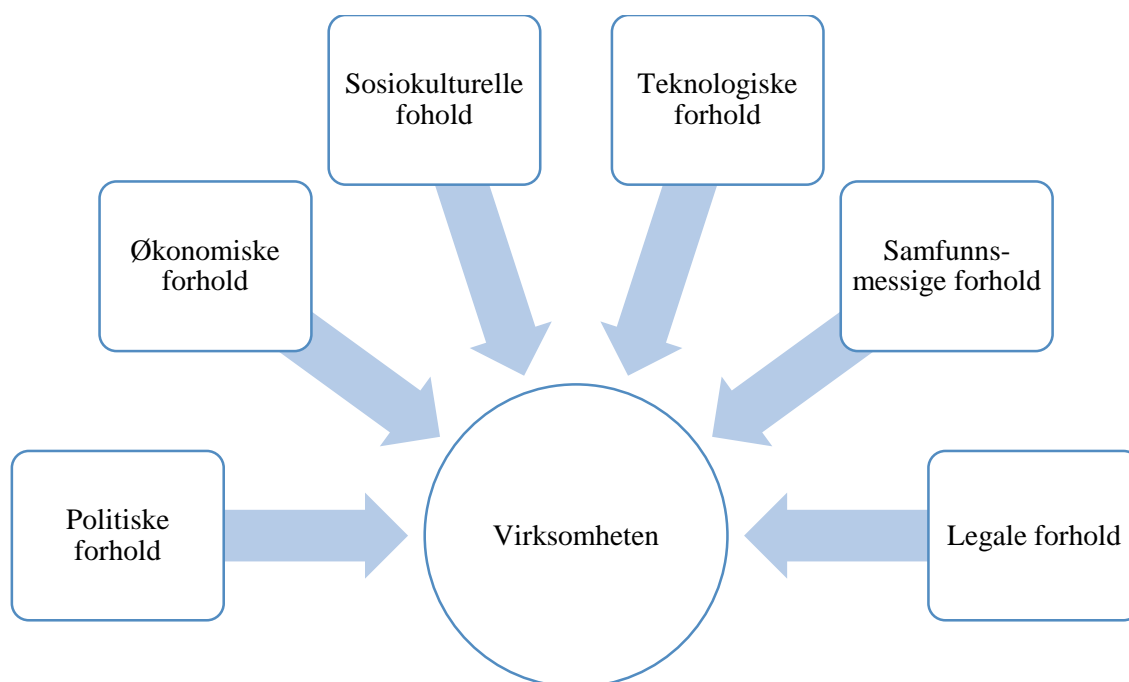 Sosiokulturelle
fohold
Teknologiske
forhold
Økonomiske
forhold
Samfunns-
messige forhold
Politiske
forhold
Virksomheten
Legale forhold